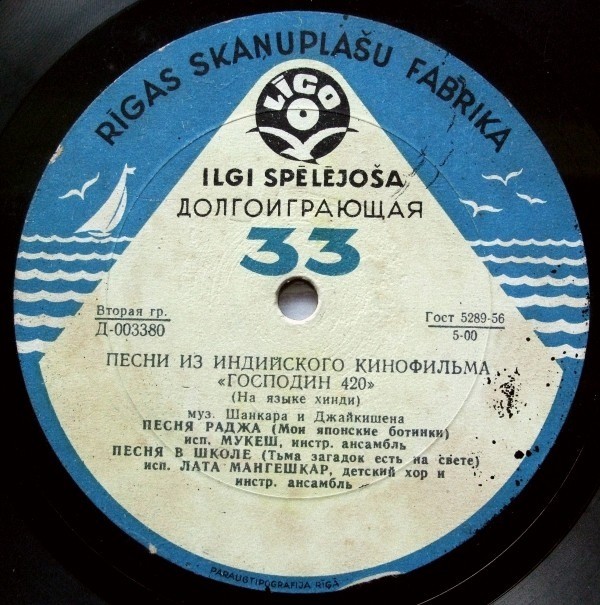 RĪGAS SKAŅUPLAŠU FABRIKA
LĪGO
ILGI SPĒLĒJOŠA
ДОЛГОИГРАЮЩАЯ
33
Вторая гр.
Д-003380
Гост 5289-56
5-00
ПЕСНИ ИЗ ИНДИЙСКОГО КИНОФИЛЬМА
«ГОСПОДИН 420»
(На языке хинди)
муз. Шанкара и Джайкишена
ПЕСНЯ РАДЖА (Мои японские ботинки)
исп. МУКЕШ, инстр. ансамбль
ПЕСНЯ В ШКОЛЕ (Тьма загадок есть на свете)
исп. ЛАТА МАНГЕШКАР, детский хор и
инстр. ансамбль
PARAUGTIPOGRAFIJA RĪGĀ